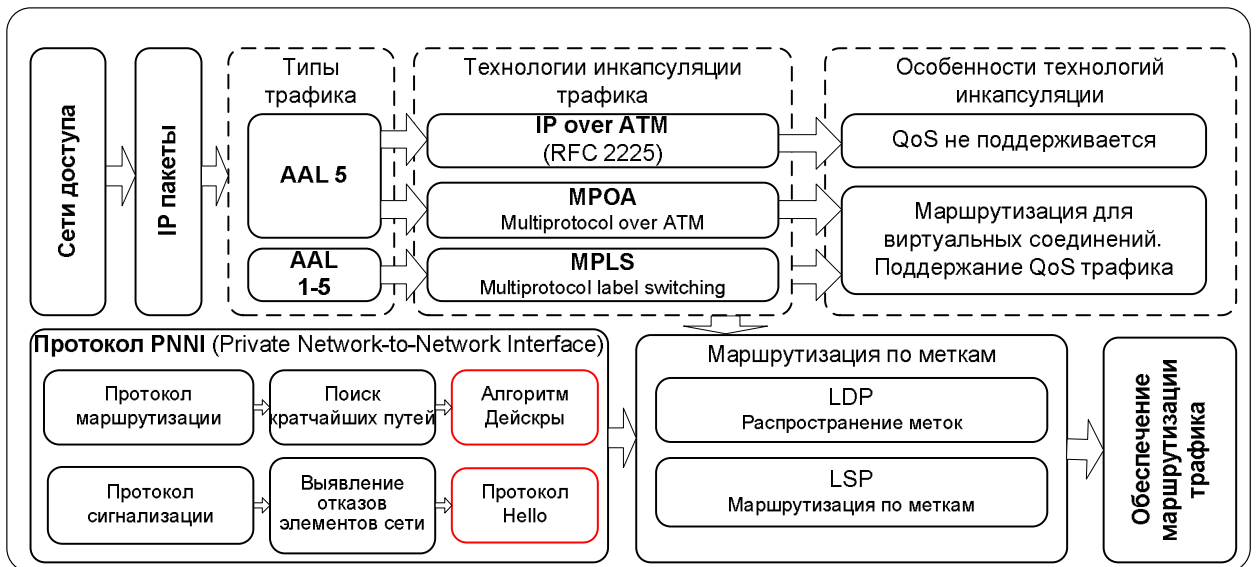 Сети доступа
IP пакеты
Типы
трафика
AAL 5
AAL
1-5
Технологии инкапсуляции
трафика
IP over ATM
(RFC 2225)
MPOA
Multiprotocol over ATM
MPLS
Multiprotocol label switching
Особенности технологий
инкапсуляции
QoS не поддерживается
Маршрутизация для
виртуальных соединений.
Поддержание QoS трафика
Протокол PNNI (Private Network-to-Network Interface)
Протокол
маршрутизации
Поиск
кратчайших путей
Алгоритм
Дейскры
Протокол
сигнализации
Выявление
отказов
элементов сети
Протокол
Hello
Маршрутизация по меткам
LDP
Распространение меток
LSP
Маршрутизация по меткам
Обеспечение
маршрутизации
трафика